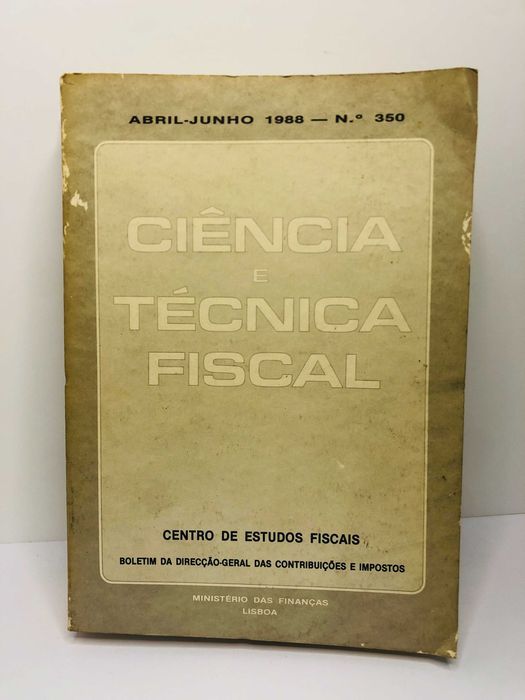 ABRIL-JUNHO 1988 — N.º 350
CIÊNCIA
E
TÉCNICA
FISCAL
CENTRO DE ESTUDOS FISCAIS
BOLETIM DA DIRECÇÃO-GERAL DAS CONTRIBUIÇÕES E IMPOSTOS
MINISTÉRIO DAS FINANÇAS
LISBOA